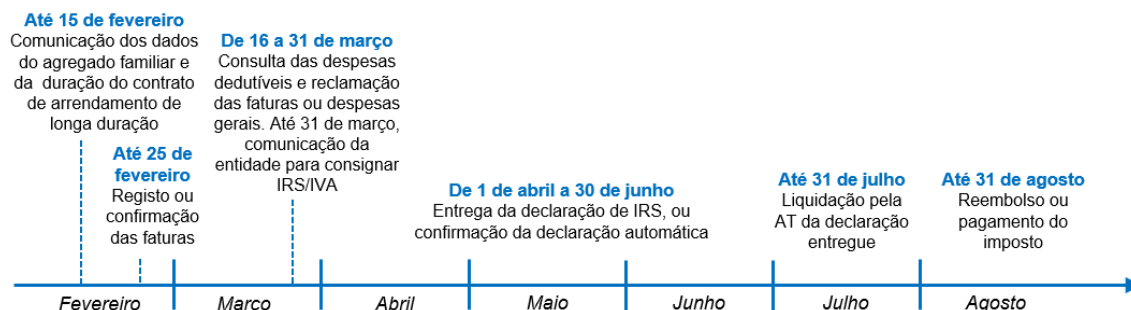 Até 15 de fevereiro
Comunicação dos dados
do agregado familiar e
da duração do contrato
de arrendamento de
longa duração
Até 25 de
fevereiro
Registo ou
confirmação
das faturas
De 16 a 31 de março
Consulta das despesas
dedutíveis e reclamação
das faturas ou despesas
gerais. Até 31 de março,
comunicação da
entidade para consignar
IRS/IVA
De 1 de abril a 30 de junho
Entrega da declaração de IRS, ou
confirmação da declaração automática
Até 31 de julho
Liquidação pela
AT da declaração
entregue
Até 31 de agosto
Reembolso ou
pagamento do
imposto
Fevereiro Março Abril Maio Junho Julho Agosto